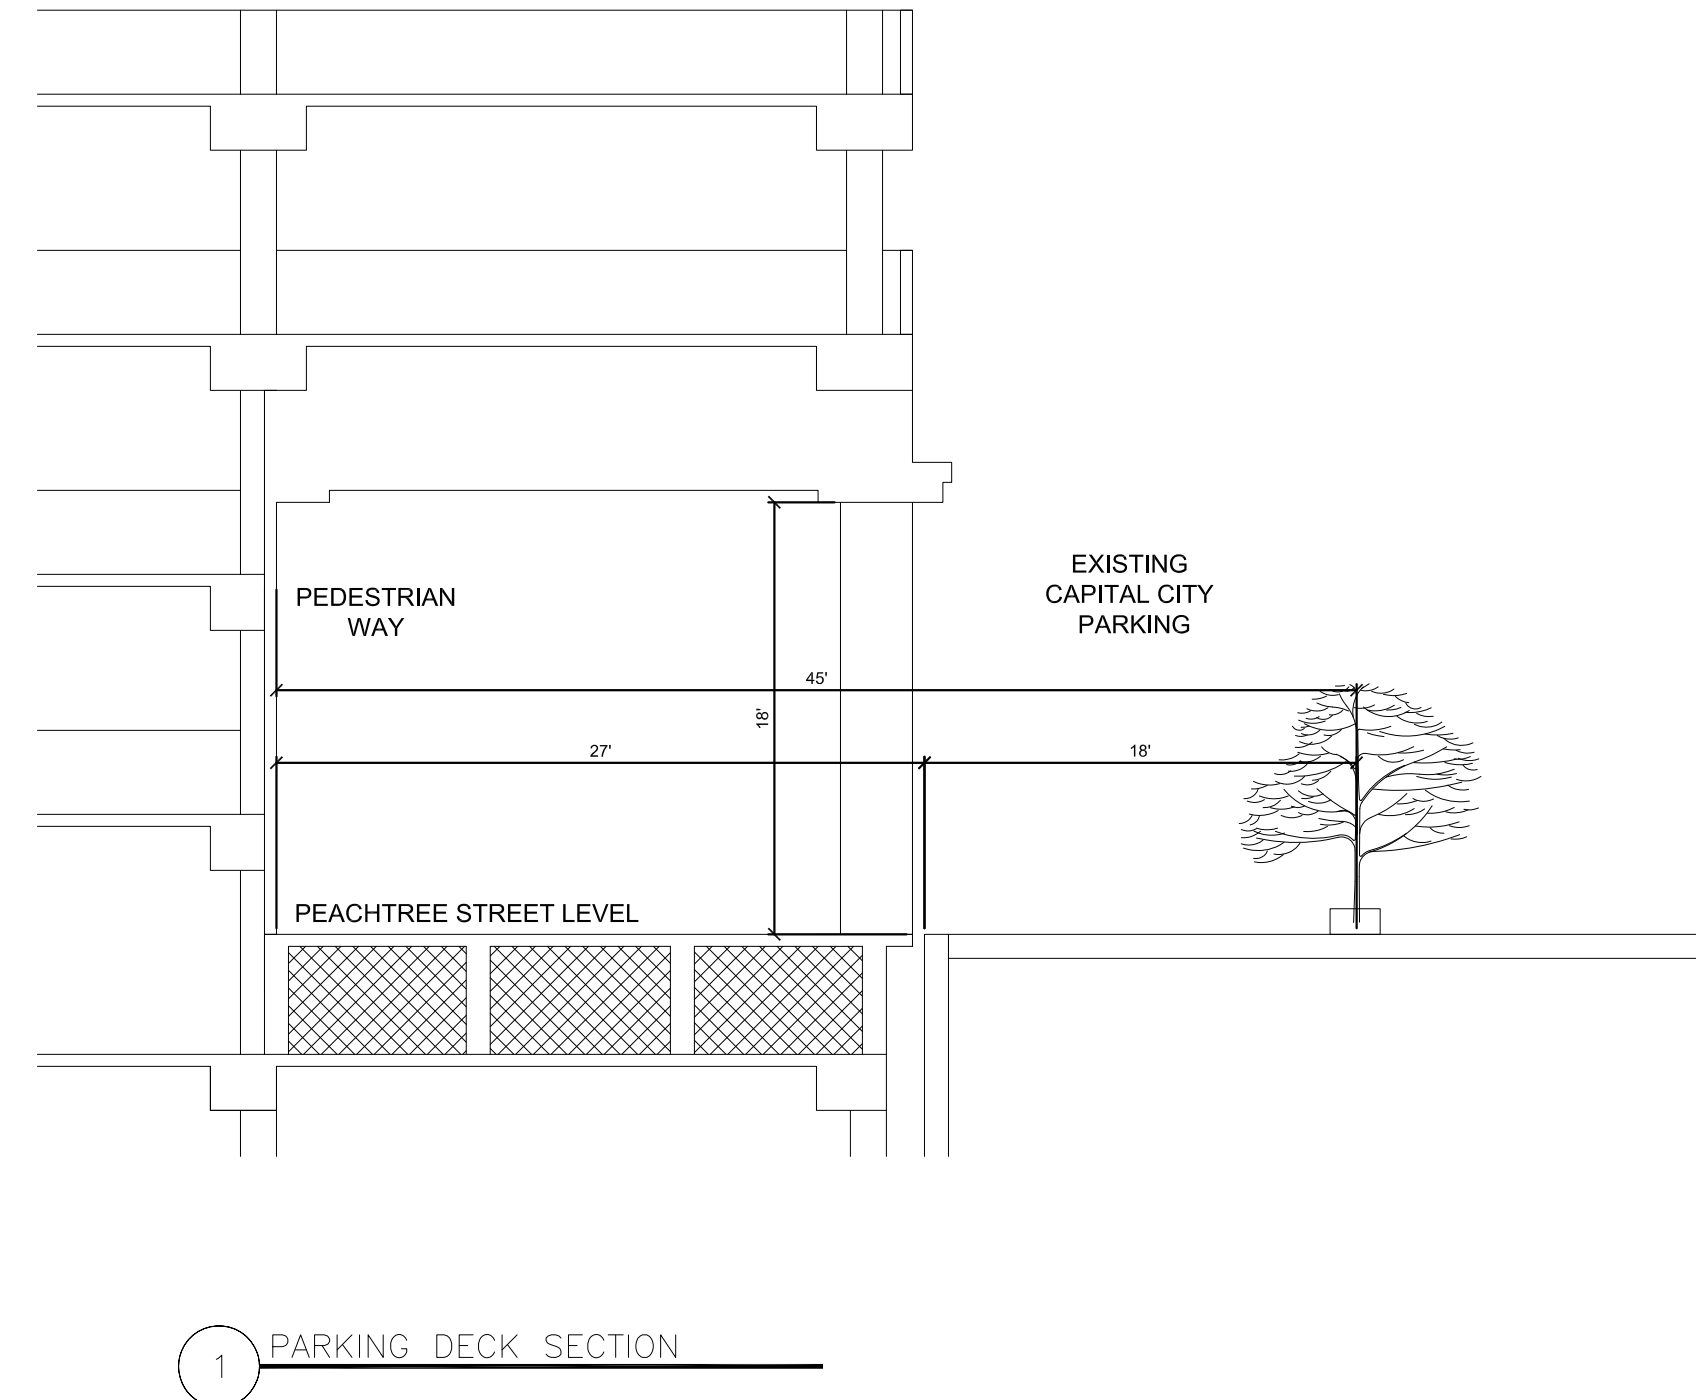 EXISTING
CAPITAL CITY
PARKING
PEDESTRIAN
WAY
45'
18'
27'
18'
PEACHTREE STREET LEVEL
1
PARKING DECK SECTION